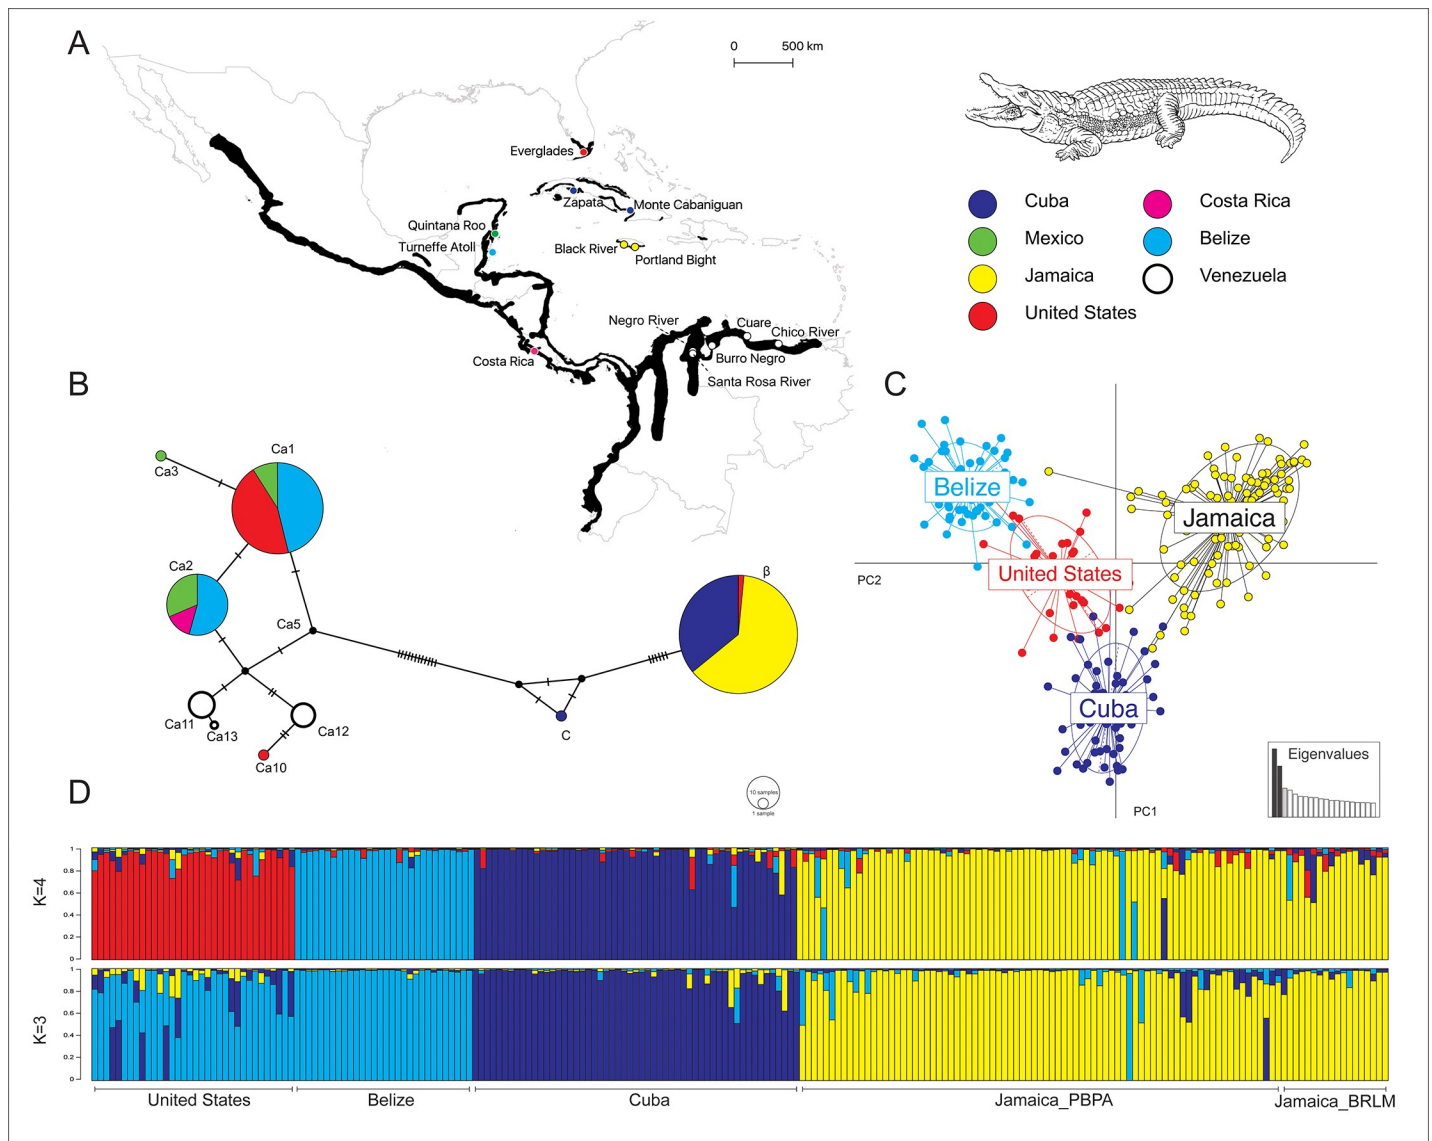 A
0 500 km
Everglades
Zapata
Monte Cabaniguan
Quintana Roo
Turneffe Atoll
Black River
Portland Bight
Negro River
Cuare
Chico River
Costa Rica
Burro Negro
Santa Rosa River
Cuba
Costa Rica
Mexico
Belize
Jamaica
Venezuela
United States
B
Ca3
Ca1
Ca2
Ca5
β
Ca11
Ca13
Ca12
Ca10
C
10 samples
1 sample
C
Belize
Jamaica
United States
Cuba
PC2
PC1
Eigenvalues
D
K=4
1
0.8
0.6
0.4
0.2
0
K=3
1
0.8
0.6
0.4
0.2
0
United States Belize Cuba Jamaica_PBPA Jamaica_BRLM